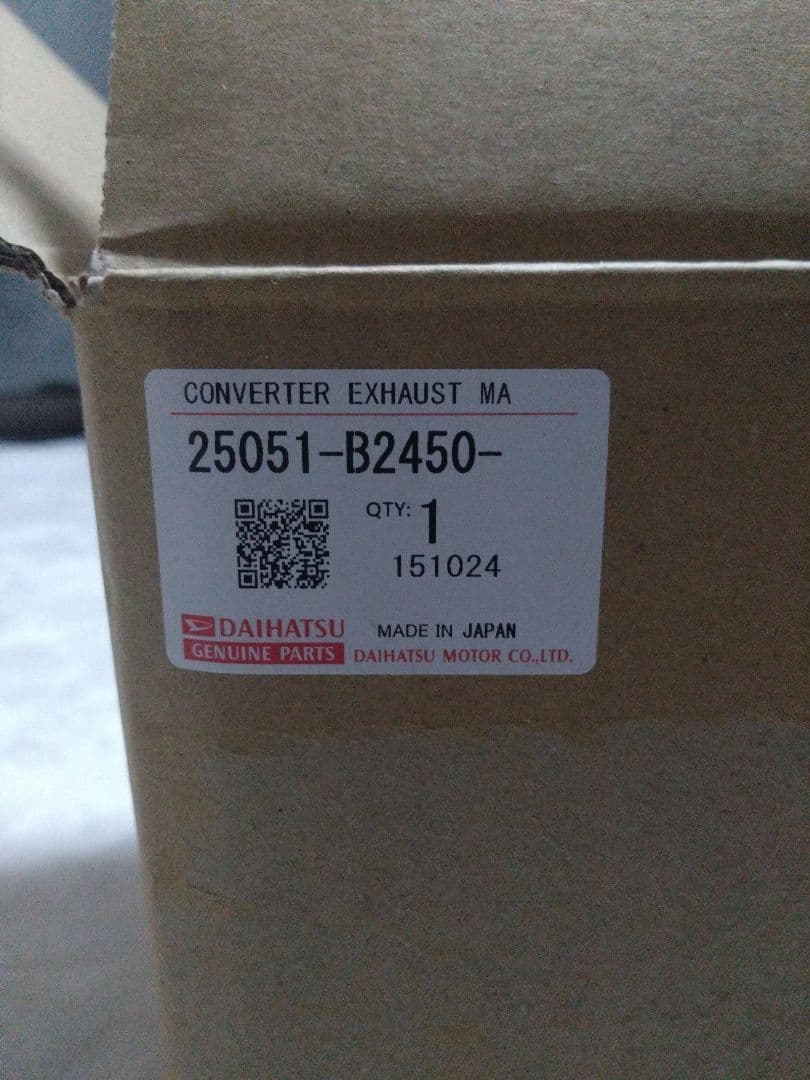 CONVERTER EXHAUST MA
25051-B2450-
QTY: 1
151024
DAIHATSU MADE IN JAPAN
GENUINE PARTS DAIHATSU MOTOR CO.,LTD.